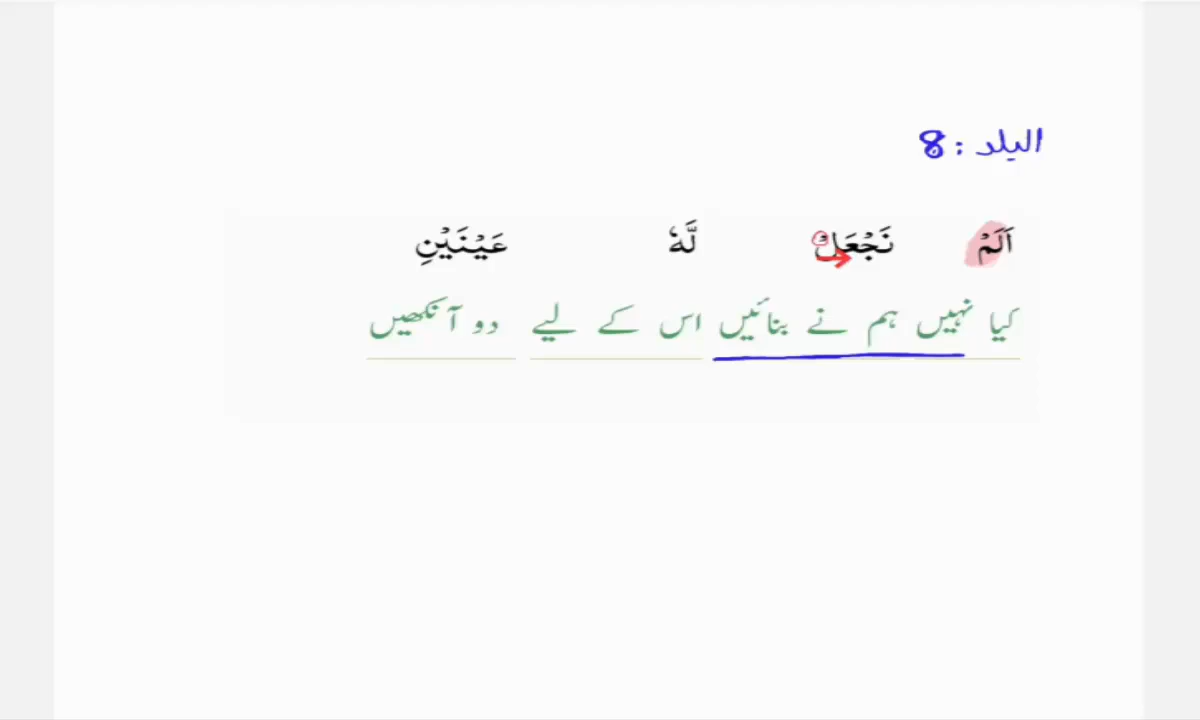 البلد : 8
اَلَمْ نَجْعَلْ لَّهٗ عَیْنَیْنِ
کیا نہیں ہم نے بنائیں اس کے لیے دو آنکھیں